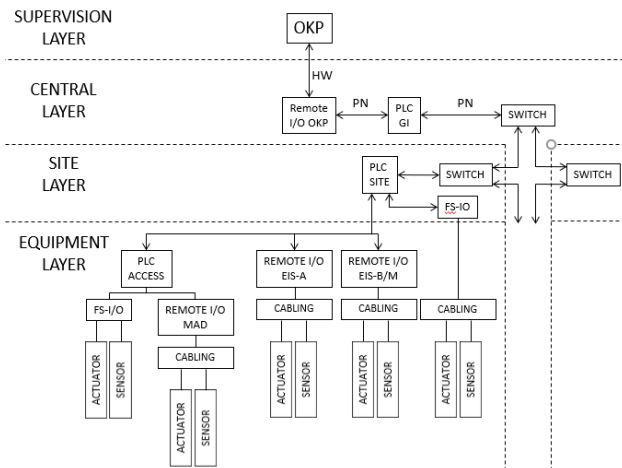 SUPERVISION
LAYER
OKP
HW
CENTRAL
LAYER
Remote
I/O OKP
PN
PLC
GI
PN
SWITCH
SITE
LAYER
PLC
SITE
SWITCH
SWITCH
FS-IO
EQUIPMENT
LAYER
PLC
ACCESS
REMOTE I/O
EIS-A
REMOTE I/O
EIS-B/M
FS-I/O
REMOTE I/O
MAD
CABLING
CABLING
CABLING
CABLING
ACTUATOR
SENSOR
ACTUATOR
SENSOR
ACTUATOR
SENSOR
ACTUATOR
SENSOR
ACTUATOR
SENSOR